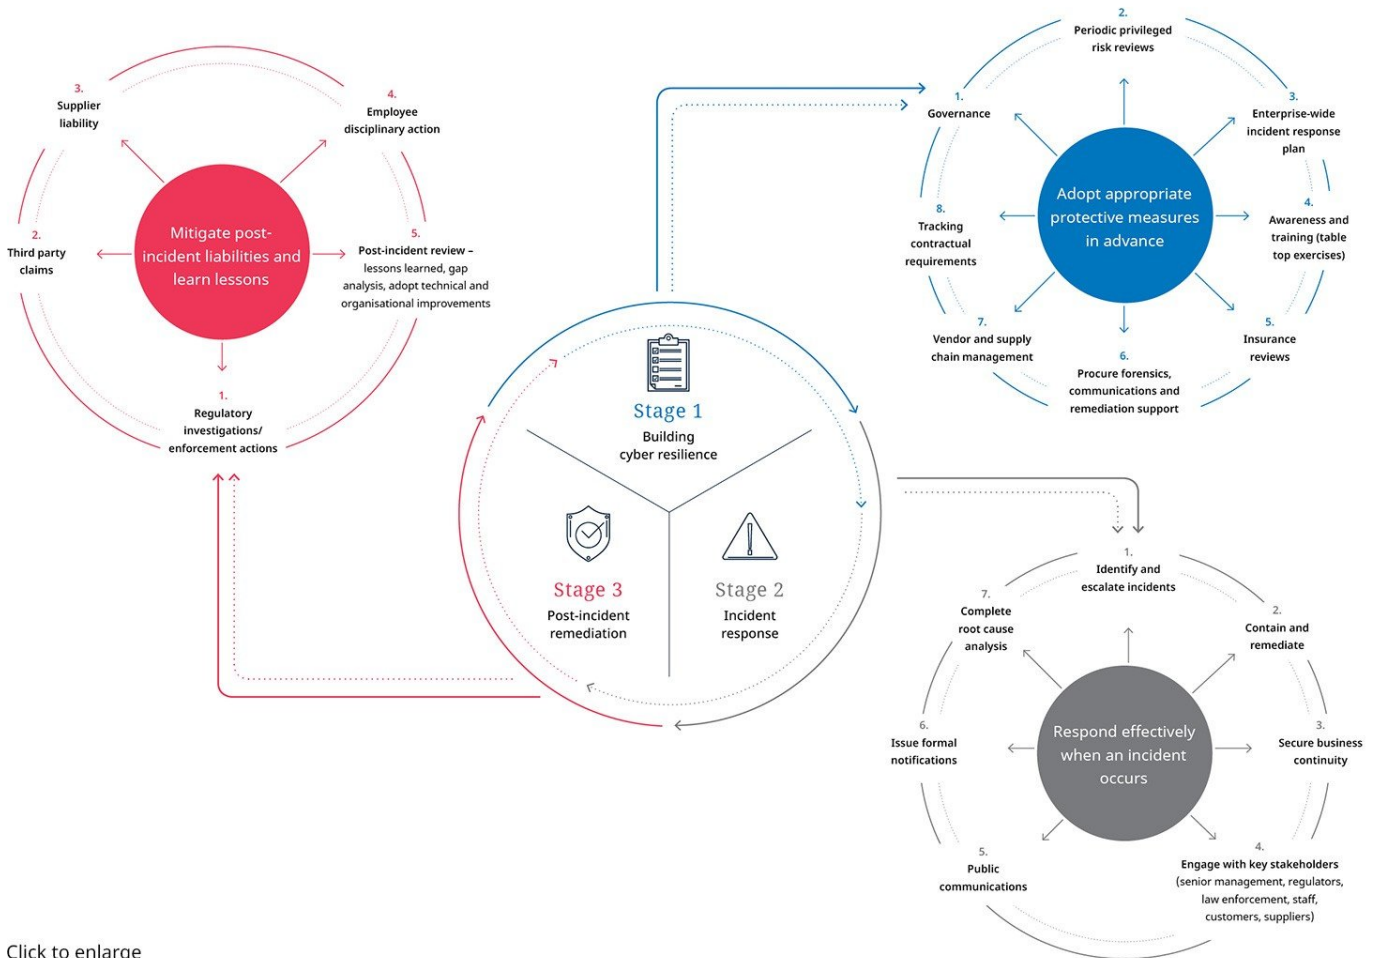 3.
Supplier
liability
4.
Employee
disciplinary action
2.
Third party
claims
Mitigate post-
incident liabilities and
learn lessons
5.
Post-incident review –
lessons learned, gap
analysis, adopt technical and
organisational improvements
1.
Regulatory
investigations/
enforcement actions
2.
Periodic privileged
risk reviews
1.
Governance
3.
Enterprise-wide
incident response
plan
Adopt appropriate
protective measures
in advance
8.
Tracking
contractual
requirements
4.
Awareness and
training (table
top exercises)
7.
Vendor and supply
chain management
6.
Procure forensics,
communications and
remediation support
5.
Insurance
reviews
Stage 1
Building
cyber resilience
Stage 3
Post-incident
remediation
Stage 2
Incident
response
1.
Identify and
escalate incidents
7.
Complete
root cause
analysis
2.
Contain and
remediate
6.
Issue formal
notifications
Respond effectively
when an incident
occurs
3.
Secure business
continuity
5.
Public
communications
4.
Engage with key stakeholders
(senior management, regulators,
law enforcement, staff,
customers, suppliers)
Click to enlarge